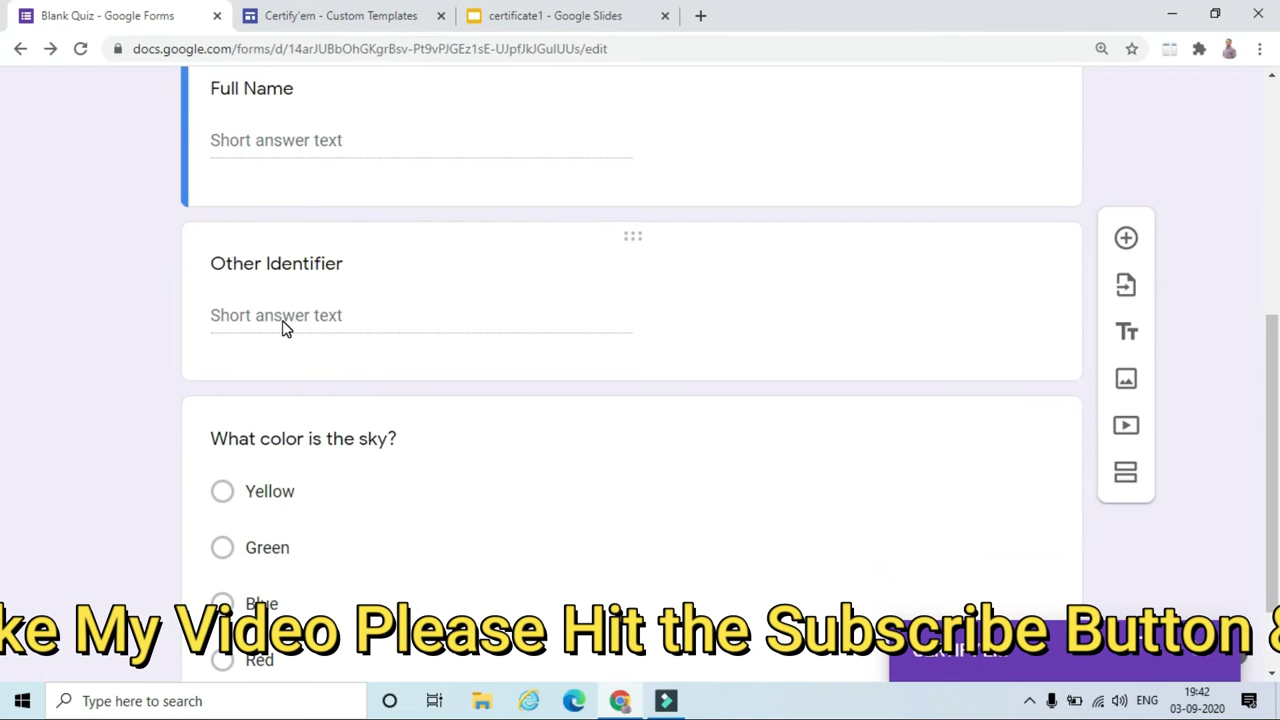 Blank Quiz - Google Forms
Certify'em - Custom Templates
certificate1 - Google Slides
docs.google.com/forms/d/14arJUBbOhGKgrBsv-Pt9vPJGEz1sE-UJpfJkJGulUUs/edit
Full Name
Short answer text
Other Identifier
Short answer text
What color is the sky?
Yellow
Green
Blue
ke My Video Please Hit the Subscribe Button &
Red
Type here to search
ENG
19:42
03-09-2020